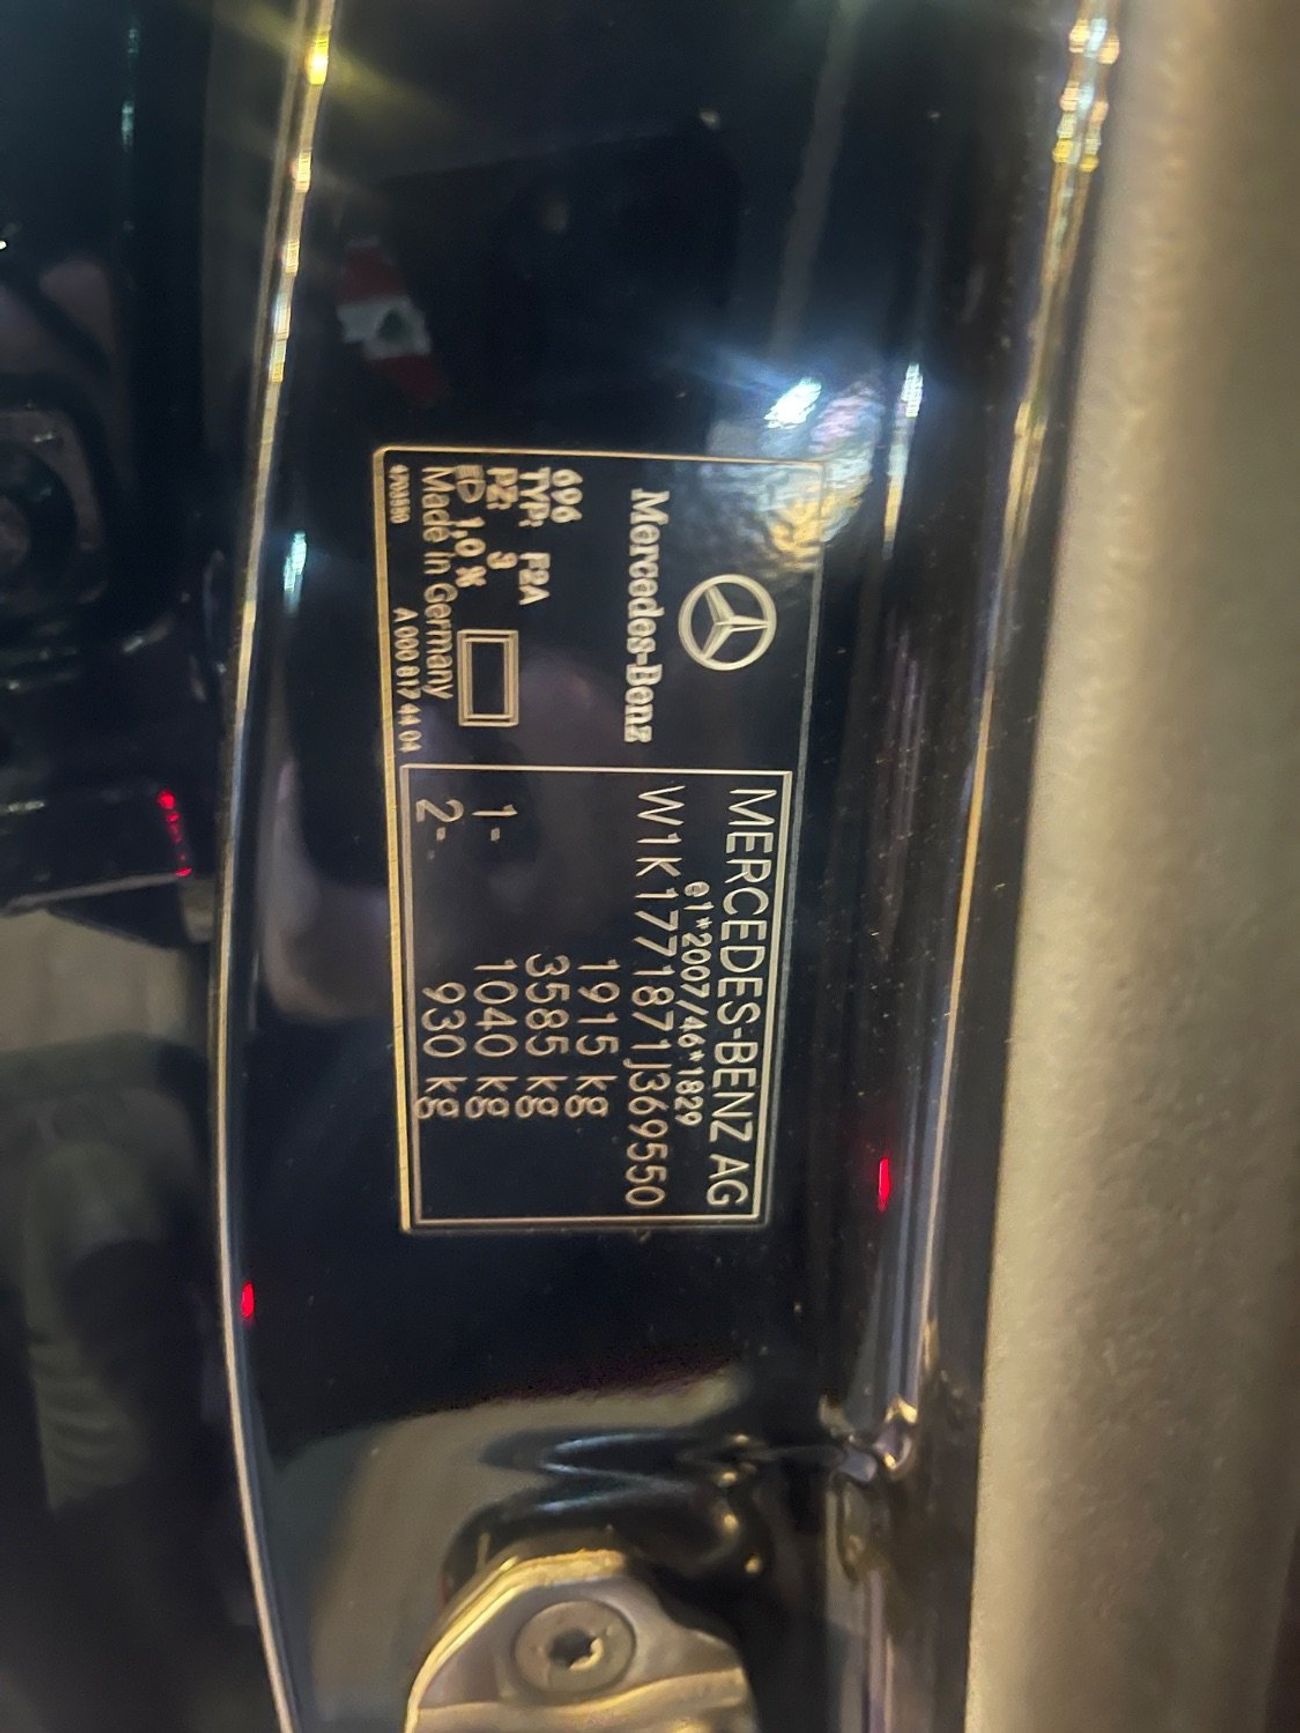 Mercedes-Benz
696
TYP: F2A
PZ: 3
1,0 %
Made in Germany
A 000 817 44 04
MERCEDES-BENZ AG
e1*2007/46*1829
W1K1771871J369550
1915 kg
3585 kg
1- 1040 kg
2- 930 kg